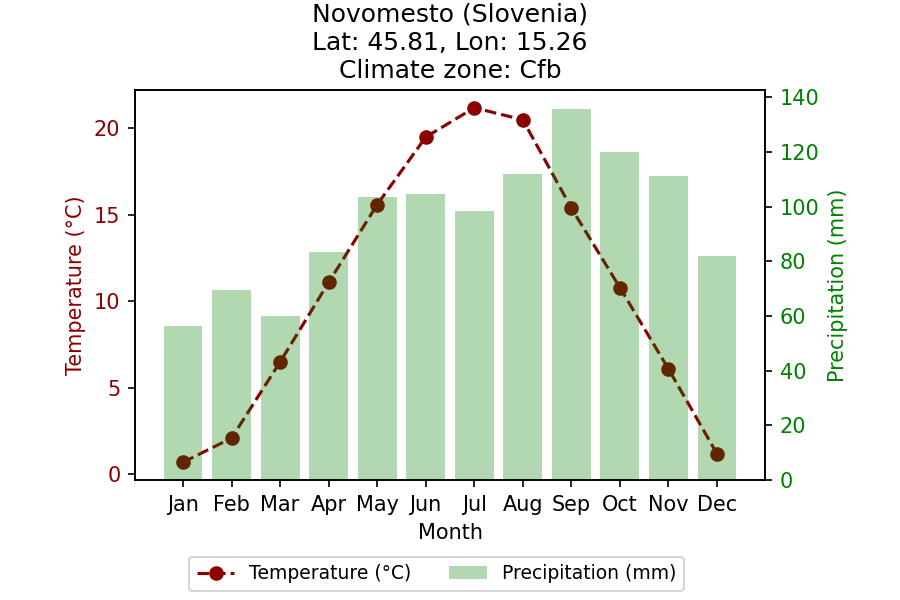 Novomesto (Slovenia)
Lat: 45.81, Lon: 15.26
Climate zone: Cfb
Temperature (°C)
20
15
10
5
0
140
120
100
80
60
40
20
0
Precipitation (mm)
Jan Feb Mar Apr May Jun Jul Aug Sep Oct Nov Dec
Month
Temperature (°C) Precipitation (mm)